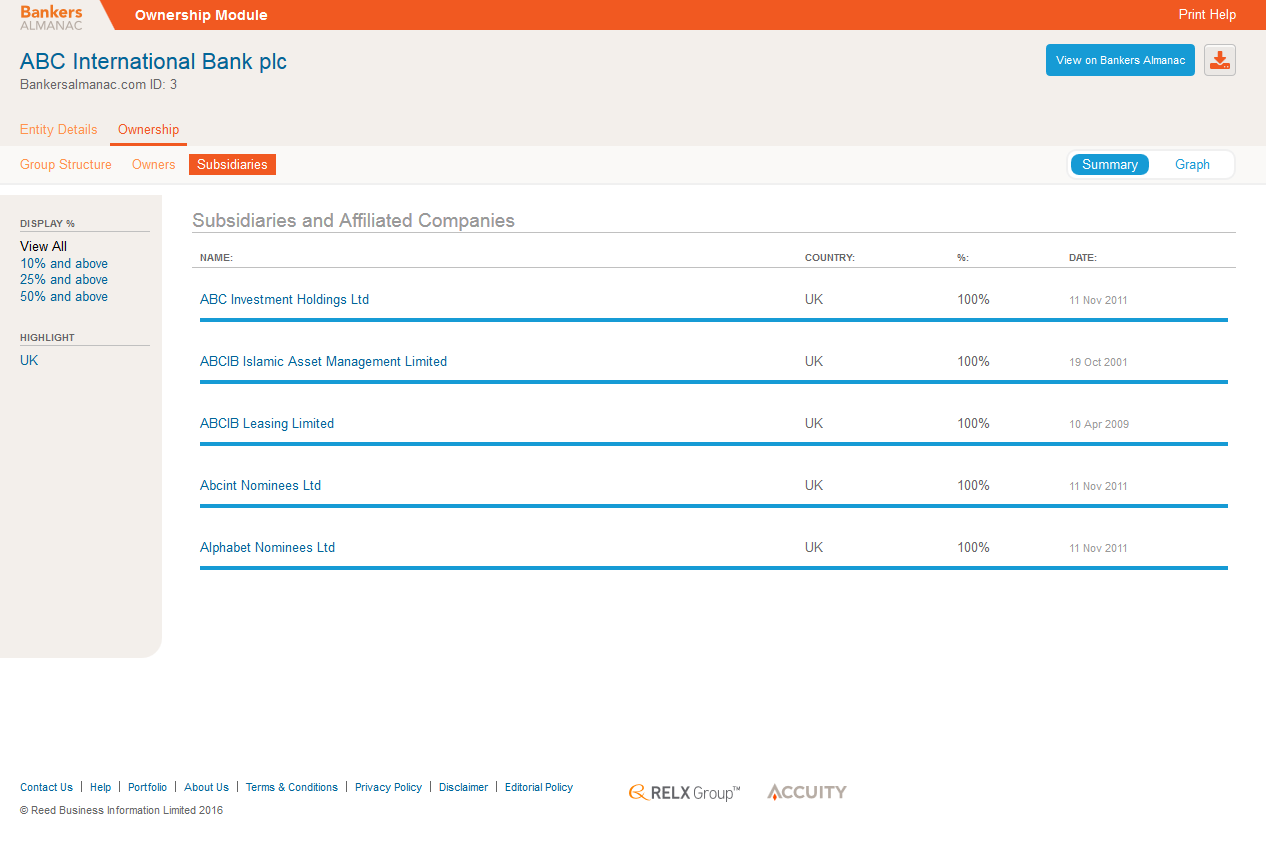 Bankers
ALMANAC
Ownership Module
Print Help
ABC International Bank plc
View on Bankers Almanac
Bankersalmanac.com ID: 3
Entity Details Ownership
Group Structure Owners Subsidiaries
Summary Graph
DISPLAY %
View All
10% and above
25% and above
50% and above
HIGHLIGHT
UK
Subsidiaries and Affiliated Companies
NAME: COUNTRY: %: DATE:
ABC Investment Holdings Ltd UK 100% 11 Nov 2011
ABCIB Islamic Asset Management Limited UK 100% 19 Oct 2001
ABCIB Leasing Limited UK 100% 10 Apr 2009
Abcint Nominees Ltd UK 100% 11 Nov 2011
Alphabet Nominees Ltd UK 100% 11 Nov 2011
Contact Us | Help | Portfolio | About Us | Terms & Conditions | Privacy Policy | Disclaimer | Editorial Policy
© Reed Business Information Limited 2016
RELX Group™
ACCUITY